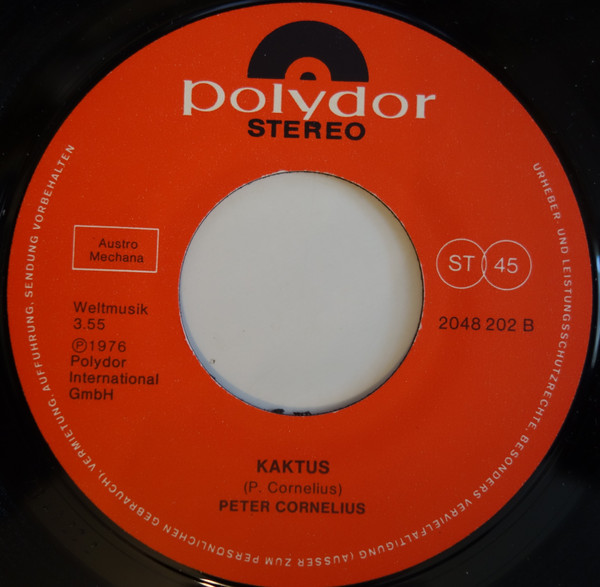 polydor
STEREO
Austro
Mechana
ST 45
Weltmusik
3.55
℗1976
Polydor
International
GmbH
2048 202 B
KAKTUS
(P. Cornelius)
PETER CORNELIUS
URHEBER- UND LEISTUNGSSCHUTZRECHTE, BESONDERS VERVIELFÄLTIGUNG (AUSSER ZUM PERSÖNLICHEN GEBRAUCH), VERMIETUNG, AUFFÜHRUNG, SENDUNG VORBEHALTEN